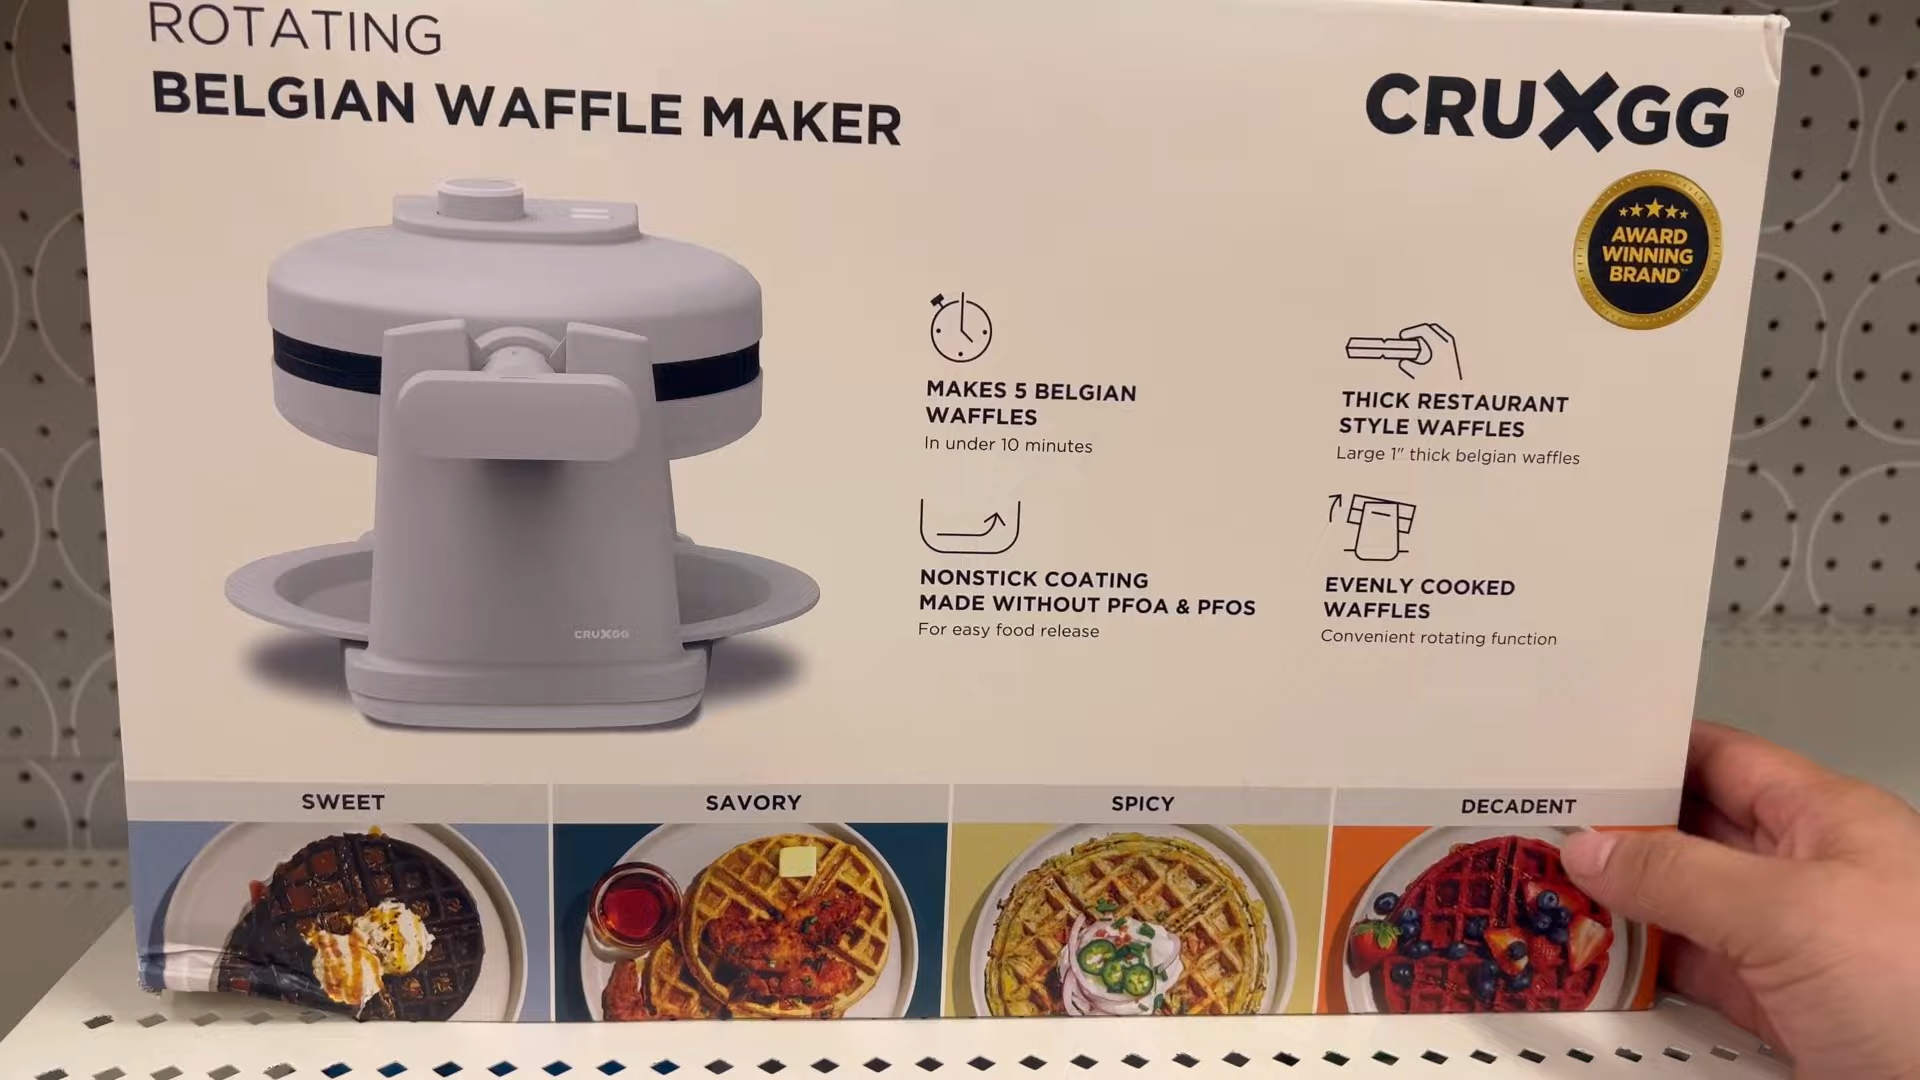 ROTATING
BELGIAN WAFFLE MAKER
CRUXGG®
AWARD
WINNING
BRAND™
MAKES 5 BELGIAN
WAFFLES
In under 10 minutes
THICK RESTAURANT
STYLE WAFFLES
Large 1" thick belgian waffles
NONSTICK COATING
MADE WITHOUT PFOA & PFOS
For easy food release
EVENLY COOKED
WAFFLES
Convenient rotating function
CRUXGG
SWEET
SAVORY
SPICY
DECADENT